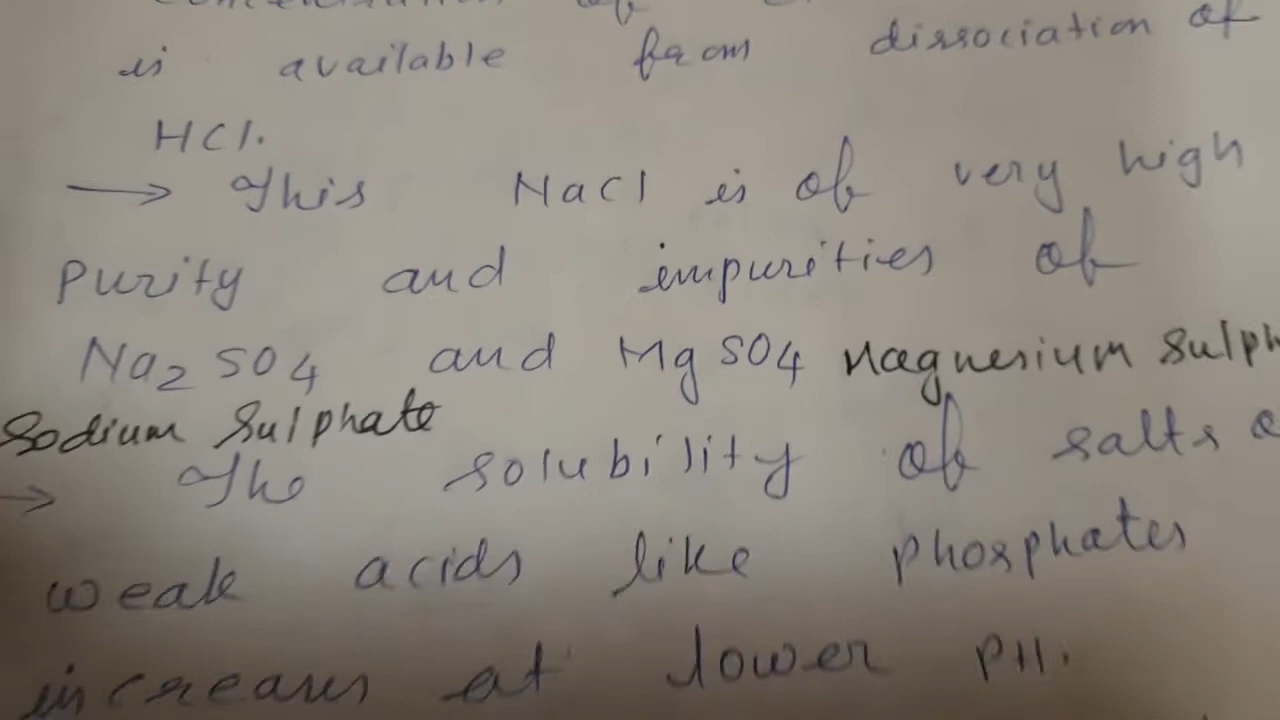 is available from dissociation of
HCl.
→ This NaCl is of very high
Purity and impurities of
Na2SO4 and MgSO4 Magnesium Sulph
Sodium Sulphate
→ The solubility of salts
weak acids like phosphates
increases at lower PH.